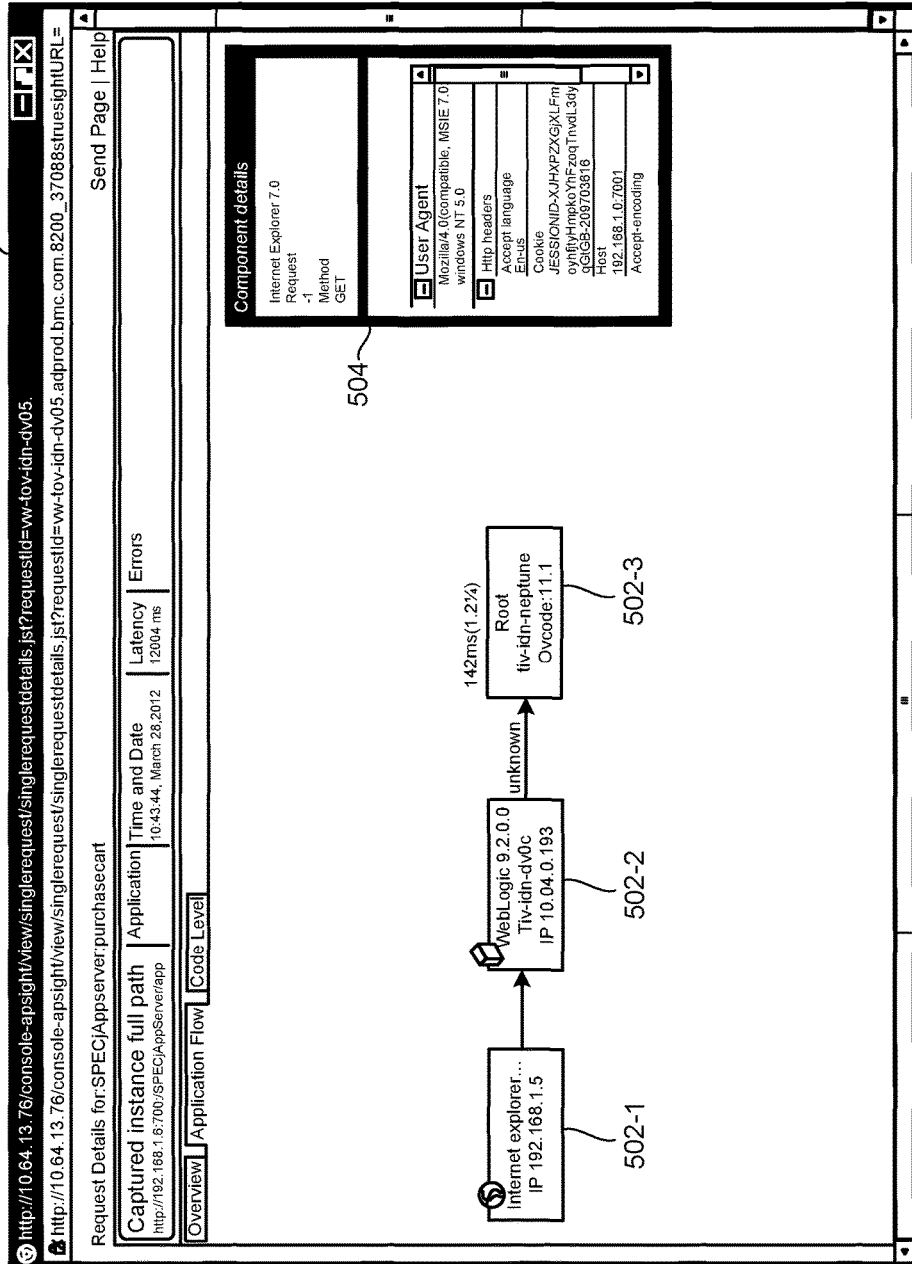 http://10.64.13.76/console-apsight/view/singlerequest/singlerequestdetails.jst?requestId=vw-tov-idn-dv05.
http://10.64.13.76/console-apsight/view/singlerequest/singlerequestdetails.jst?requestId=vw-tov-idn-dv05.adprod.bmc.com.8200_37088struesightURL=
Request Details for:SPECjAppserver:purchasecart
Send Page | Help
Captured instance full path
http://192.168.1.6:700:/SPECjAppServer/app
Application
Time and Date
10:43:44, March 28,2012
Latency
12004 ms
Errors
Overview
Application Flow
Code Level
Internet explorer...
IP 192.168.1.5
502-1
WebLogic 9.2.0.0
Tiv-idn-dv0c
IP 10.04.0.193
502-2
unknown
142ms(1.2¼)
Root
tiv-idn-neptune
Ovcode:11.1
502-3
504
Component details
Internet Explorer 7.0
Request
-1
Method
GET
User Agent
Mozilla/4.0(compatible, MSIE 7.0
windows NT 5.0
Http headers
Accept language
En-us
Cookie
JESSIONID-XJHXPZXGjXLFm
oyhfjtyHmpkoYhFzoqTnvdL3dy
qGtGB-209703616
Host
192.168.1.0:7001
Accept-encoding